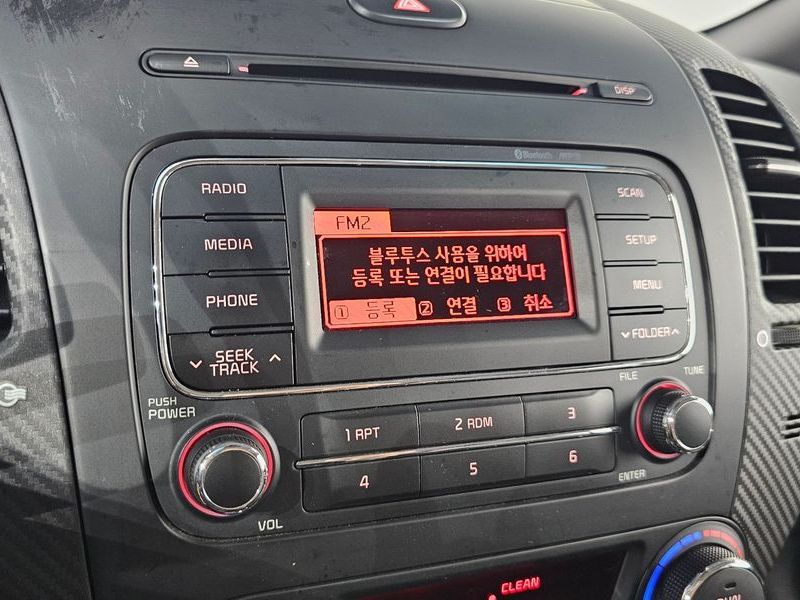 DISP
Bluetooth
RADIO
SCAN
FM2
MEDIA
SETUP
블루투스 사용을 위하여
등록 또는 연결이 필요합니다
PHONE
MENU
① 등록 ② 연결 ③ 취소
SEEK
TRACK
FOLDER
PUSH
POWER
FILE
TUNE
1 RPT
2 RDM
3
4
5
6
ENTER
VOL
CLEAN